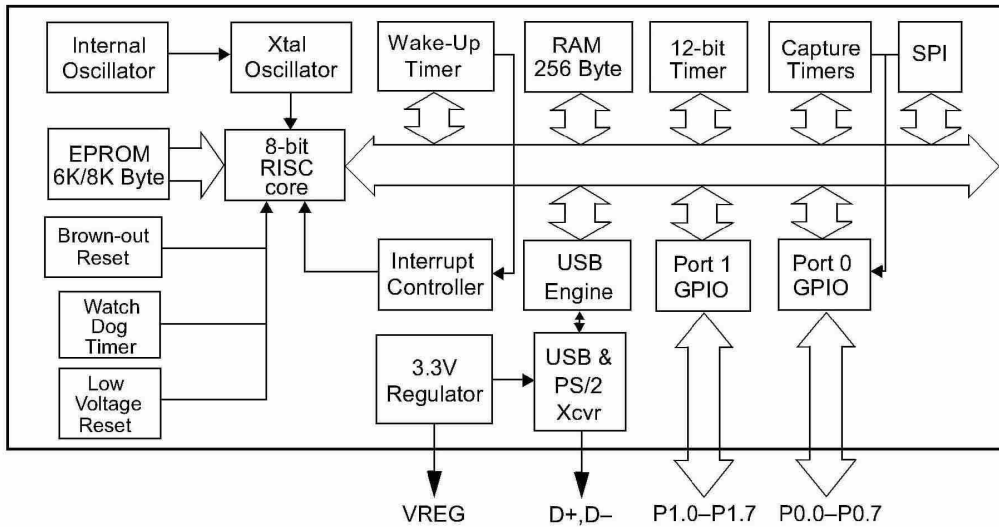 Internal
Oscillator
Xtal
Oscillator
Wake-Up
Timer
RAM
256 Byte
12-bit
Timer
Capture
Timers
SPI
EPROM
6K/8K Byte
8-bit
RISC
core
Brown-out
Reset
Interrupt
Controller
USB
Engine
Port 1
GPIO
Port 0
GPIO
Watch
Dog
Timer
3.3V
Regulator
USB &
PS/2
Xcvr
Low
Voltage
Reset
VREG
D+,D–
P1.0–P1.7
P0.0–P0.7